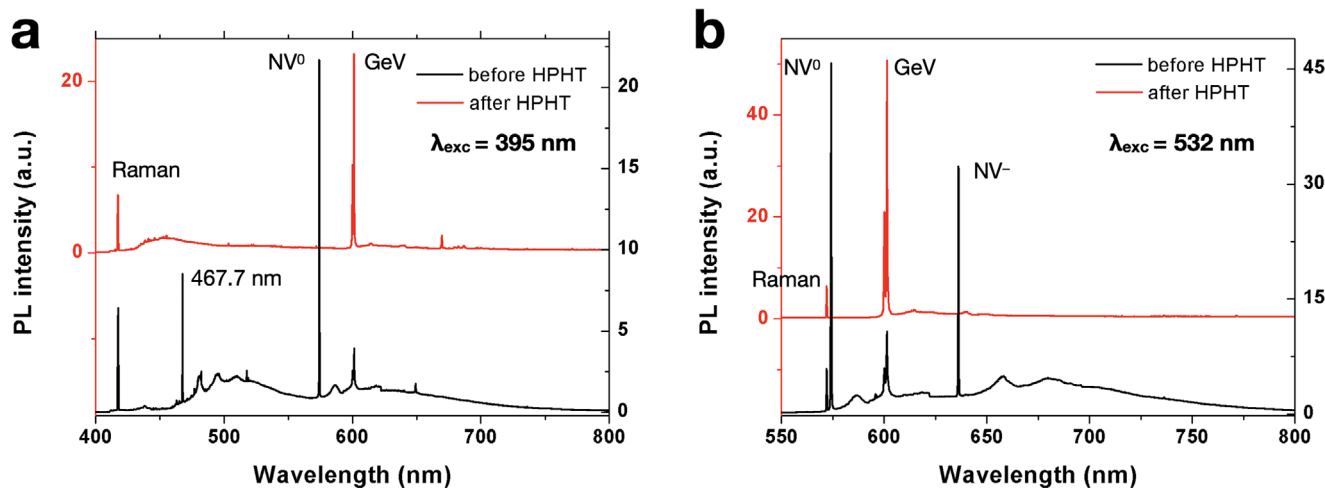 a
PL intensity (a.u.)
20
0
Raman
467.7 nm
NV⁰
GeV
before HPHT
after HPHT
λexc = 395 nm
20
15
10
5
0
400 500 600 700 800
Wavelength (nm)
b
PL intensity (a.u.)
40
20
0
Raman
NV⁰
GeV
NV⁻
before HPHT
after HPHT
λexc = 532 nm
45
30
15
0
550 600 650 700 750 800
Wavelength (nm)